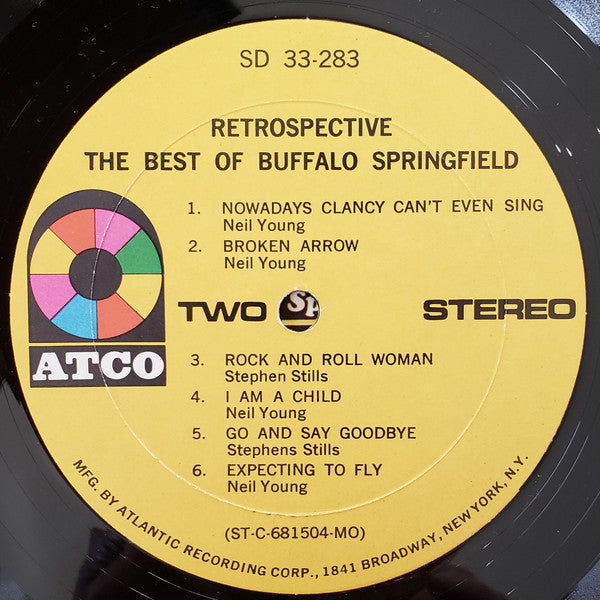 SD 33-283
RETROSPECTIVE
THE BEST OF BUFFALO SPRINGFIELD
1. NOWADAYS CLANCY CAN'T EVEN SING
Neil Young
2. BROKEN ARROW
Neil Young
TWO
STEREO
ATCO
3. ROCK AND ROLL WOMAN
Stephen Stills
4. I AM A CHILD
Neil Young
5. GO AND SAY GOODBYE
Stephens Stills
6. EXPECTING TO FLY
Neil Young
(ST-C-681504-MO)
MFG. BY ATLANTIC RECORDING CORP., 1841 BROADWAY, NEW YORK, N.Y.